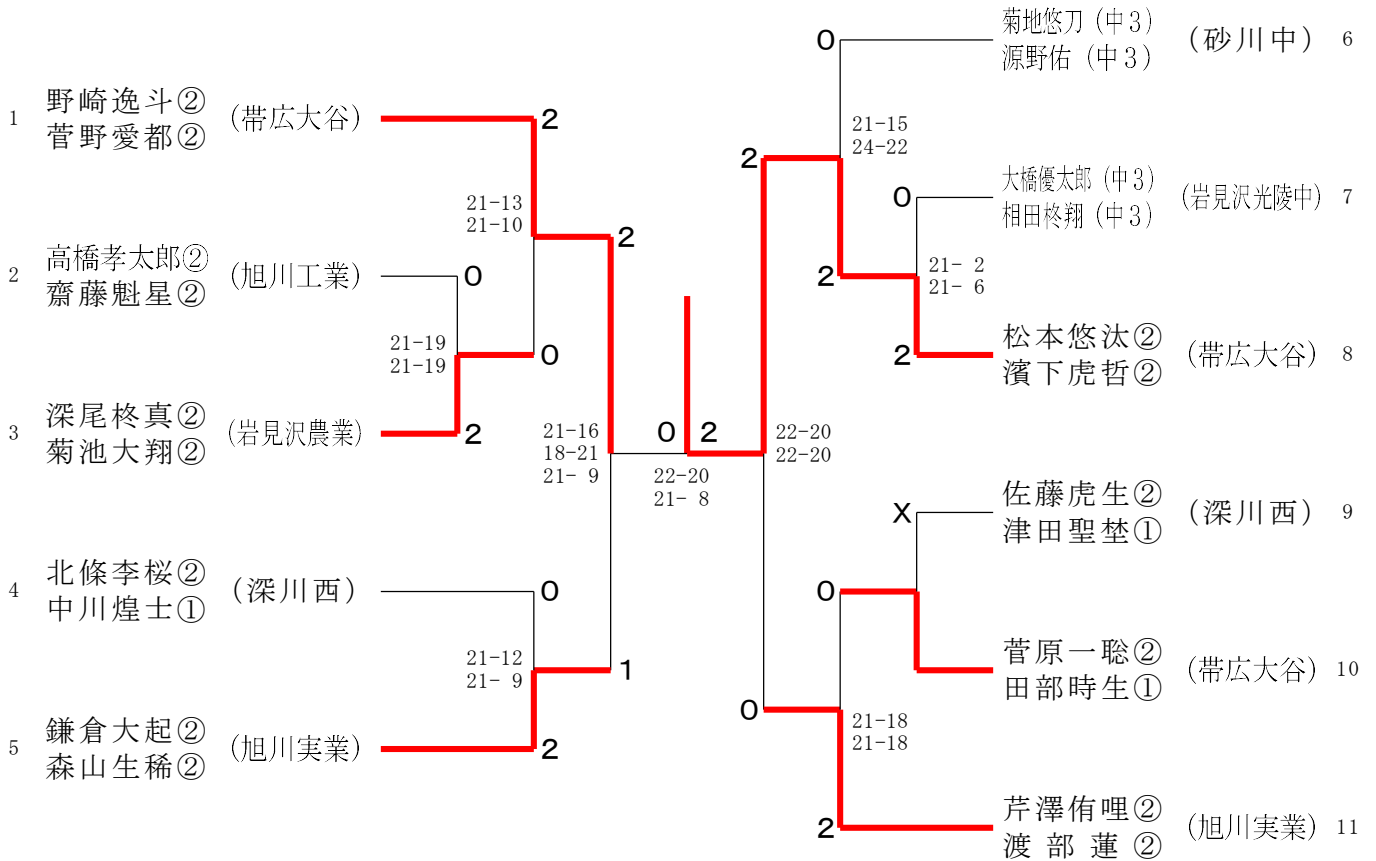 1 野崎逸斗② (帯広大谷)
菅野愛都②
2
21-13
21-10
2
2 高橋孝太郎② (旭川工業)
齋藤魁星②
0
21-19
21-19
0
3 深尾柊真② (岩見沢農業)
菊池大翔②
2
21-16
18-21
21- 9
4 北條李桜② (深川西)
中川煌士①
0
21-12
21- 9
1
5 鎌倉大起② (旭川実業)
森山生稀②
2
0 2
22-20
21- 8
菊地悠刀 (中3) (砂川中) 6
源野佑 (中3)
0
21-15
24-22
2
大橋優太郎 (中3) (岩見沢光陵中) 7
相田柊翔 (中3)
0
21- 2
21- 6
2
松本悠汰② (帯広大谷) 8
濱下虎哲②
2
22-20
22-20
佐藤虎生② (深川西) 9
津田聖埜①
X
0
菅原一聡② (帯広大谷) 10
田部時生①
0
21-18
21-18
芹澤侑哩② (旭川実業) 11
渡部蓮②
2